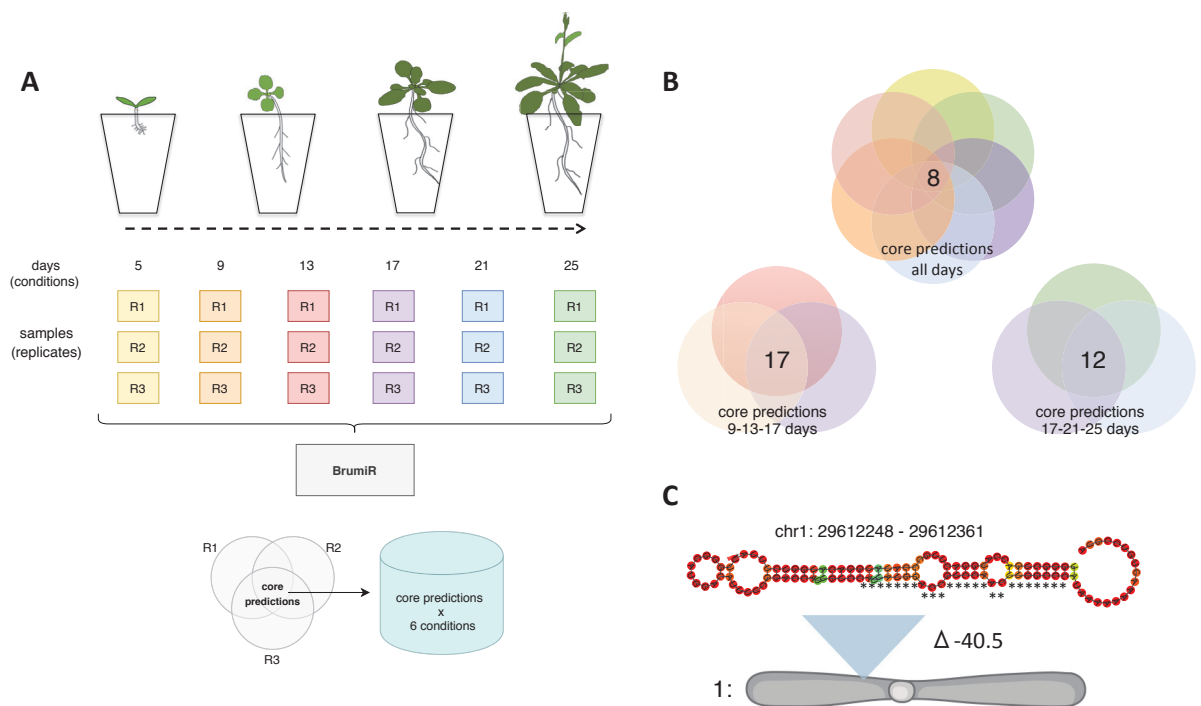 A
days
(conditions)
5 9 13 17 21 25
samples
(replicates)
R1 R1 R1 R1 R1 R1
R2 R2 R2 R2 R2 R2
R3 R3 R3 R3 R3 R3
BrumiR
R1
R2
core
predictions
R3
core predictions
x
6 conditions
B
8
core predictions
all days
17
core predictions
9-13-17 days
12
core predictions
17-21-25 days
C
chr1: 29612248 - 29612361
*******
***
******
**
*******
Δ -40.5
1: